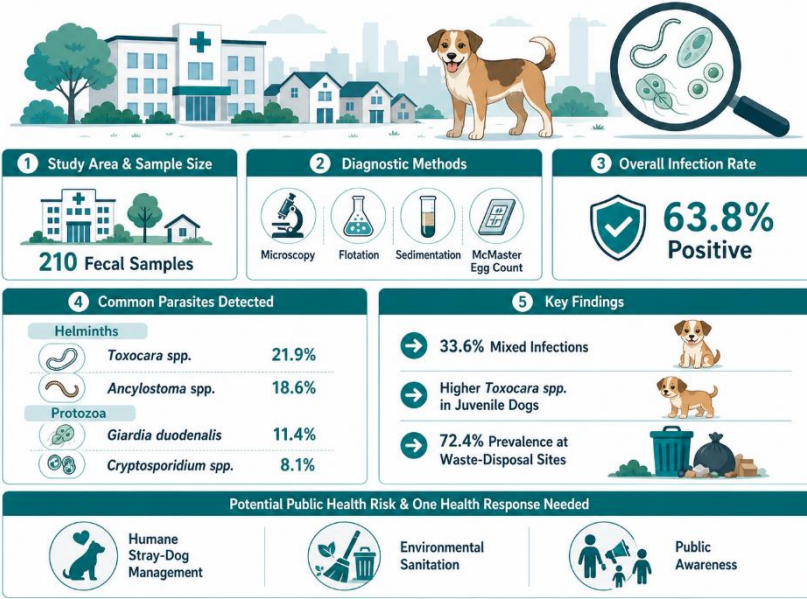 1 Study Area & Sample Size
210 Fecal Samples
2 Diagnostic Methods
Microscopy
Flotation
Sedimentation
McMaster
Egg Count
3 Overall Infection Rate
63.8%
Positive
4 Common Parasites Detected
Helminths
Toxocara spp. 21.9%
Ancylostoma spp. 18.6%
Protozoa
Giardia duodenalis 11.4%
Cryptosporidium spp. 8.1%
5 Key Findings
33.6% Mixed Infections
Higher Toxocara spp.
in Juvenile Dogs
72.4% Prevalence at
Waste-Disposal Sites
Potential Public Health Risk & One Health Response Needed
Humane
Stray-Dog
Management
Environmental
Sanitation
Public
Awareness